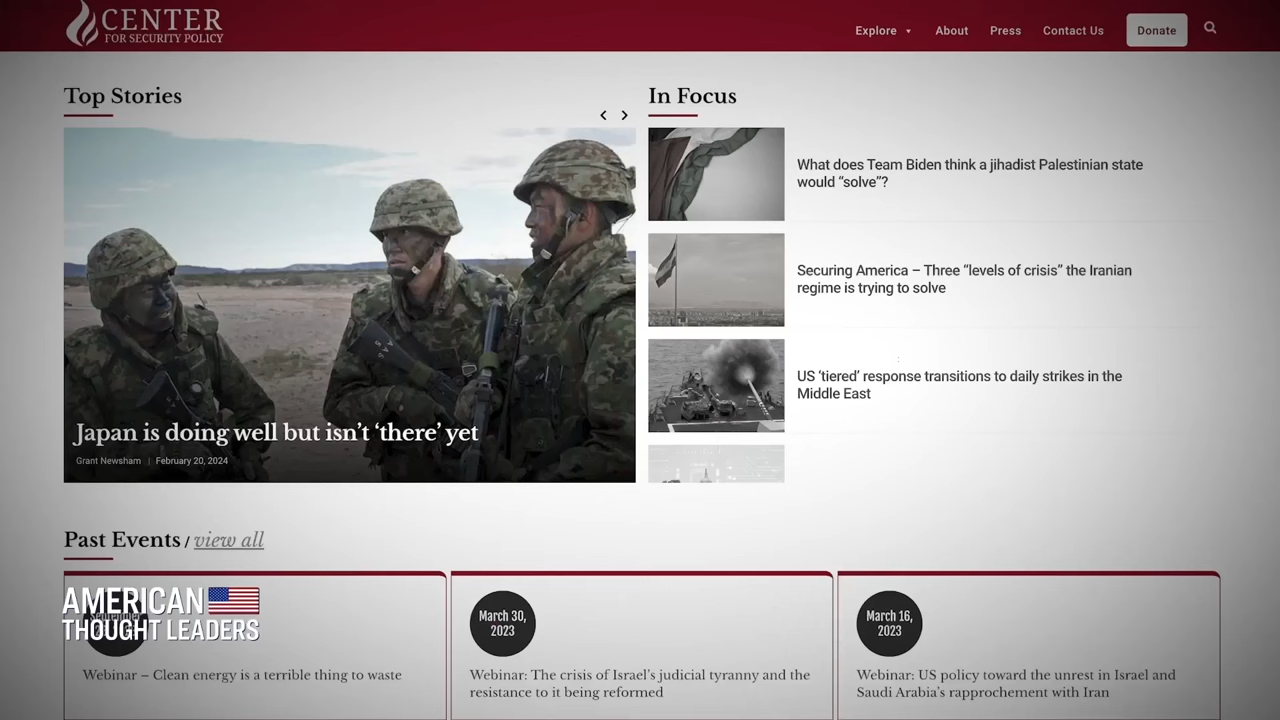 CENTER
FOR SECURITY POLICY
Explore
About
Press
Contact Us
Donate
Top Stories
In Focus
Japan is doing well but isn’t ‘there’ yet
Grant Newsham | February 20, 2024
What does Team Biden think a jihadist Palestinian state
would “solve”?
Securing America – Three “levels of crisis” the Iranian
regime is trying to solve
US ‘tiered’ response transitions to daily strikes in the
Middle East
Past Events / view all
AMERICAN
THOUGHT LEADERS
Webinar – Clean energy is a terrible thing to waste
March 30,
2023
Webinar: The crisis of Israel’s judicial tyranny and the
resistance to it being reformed
March 16,
2023
Webinar: US policy toward the unrest in Israel and
Saudi Arabia’s rapprochement with Iran